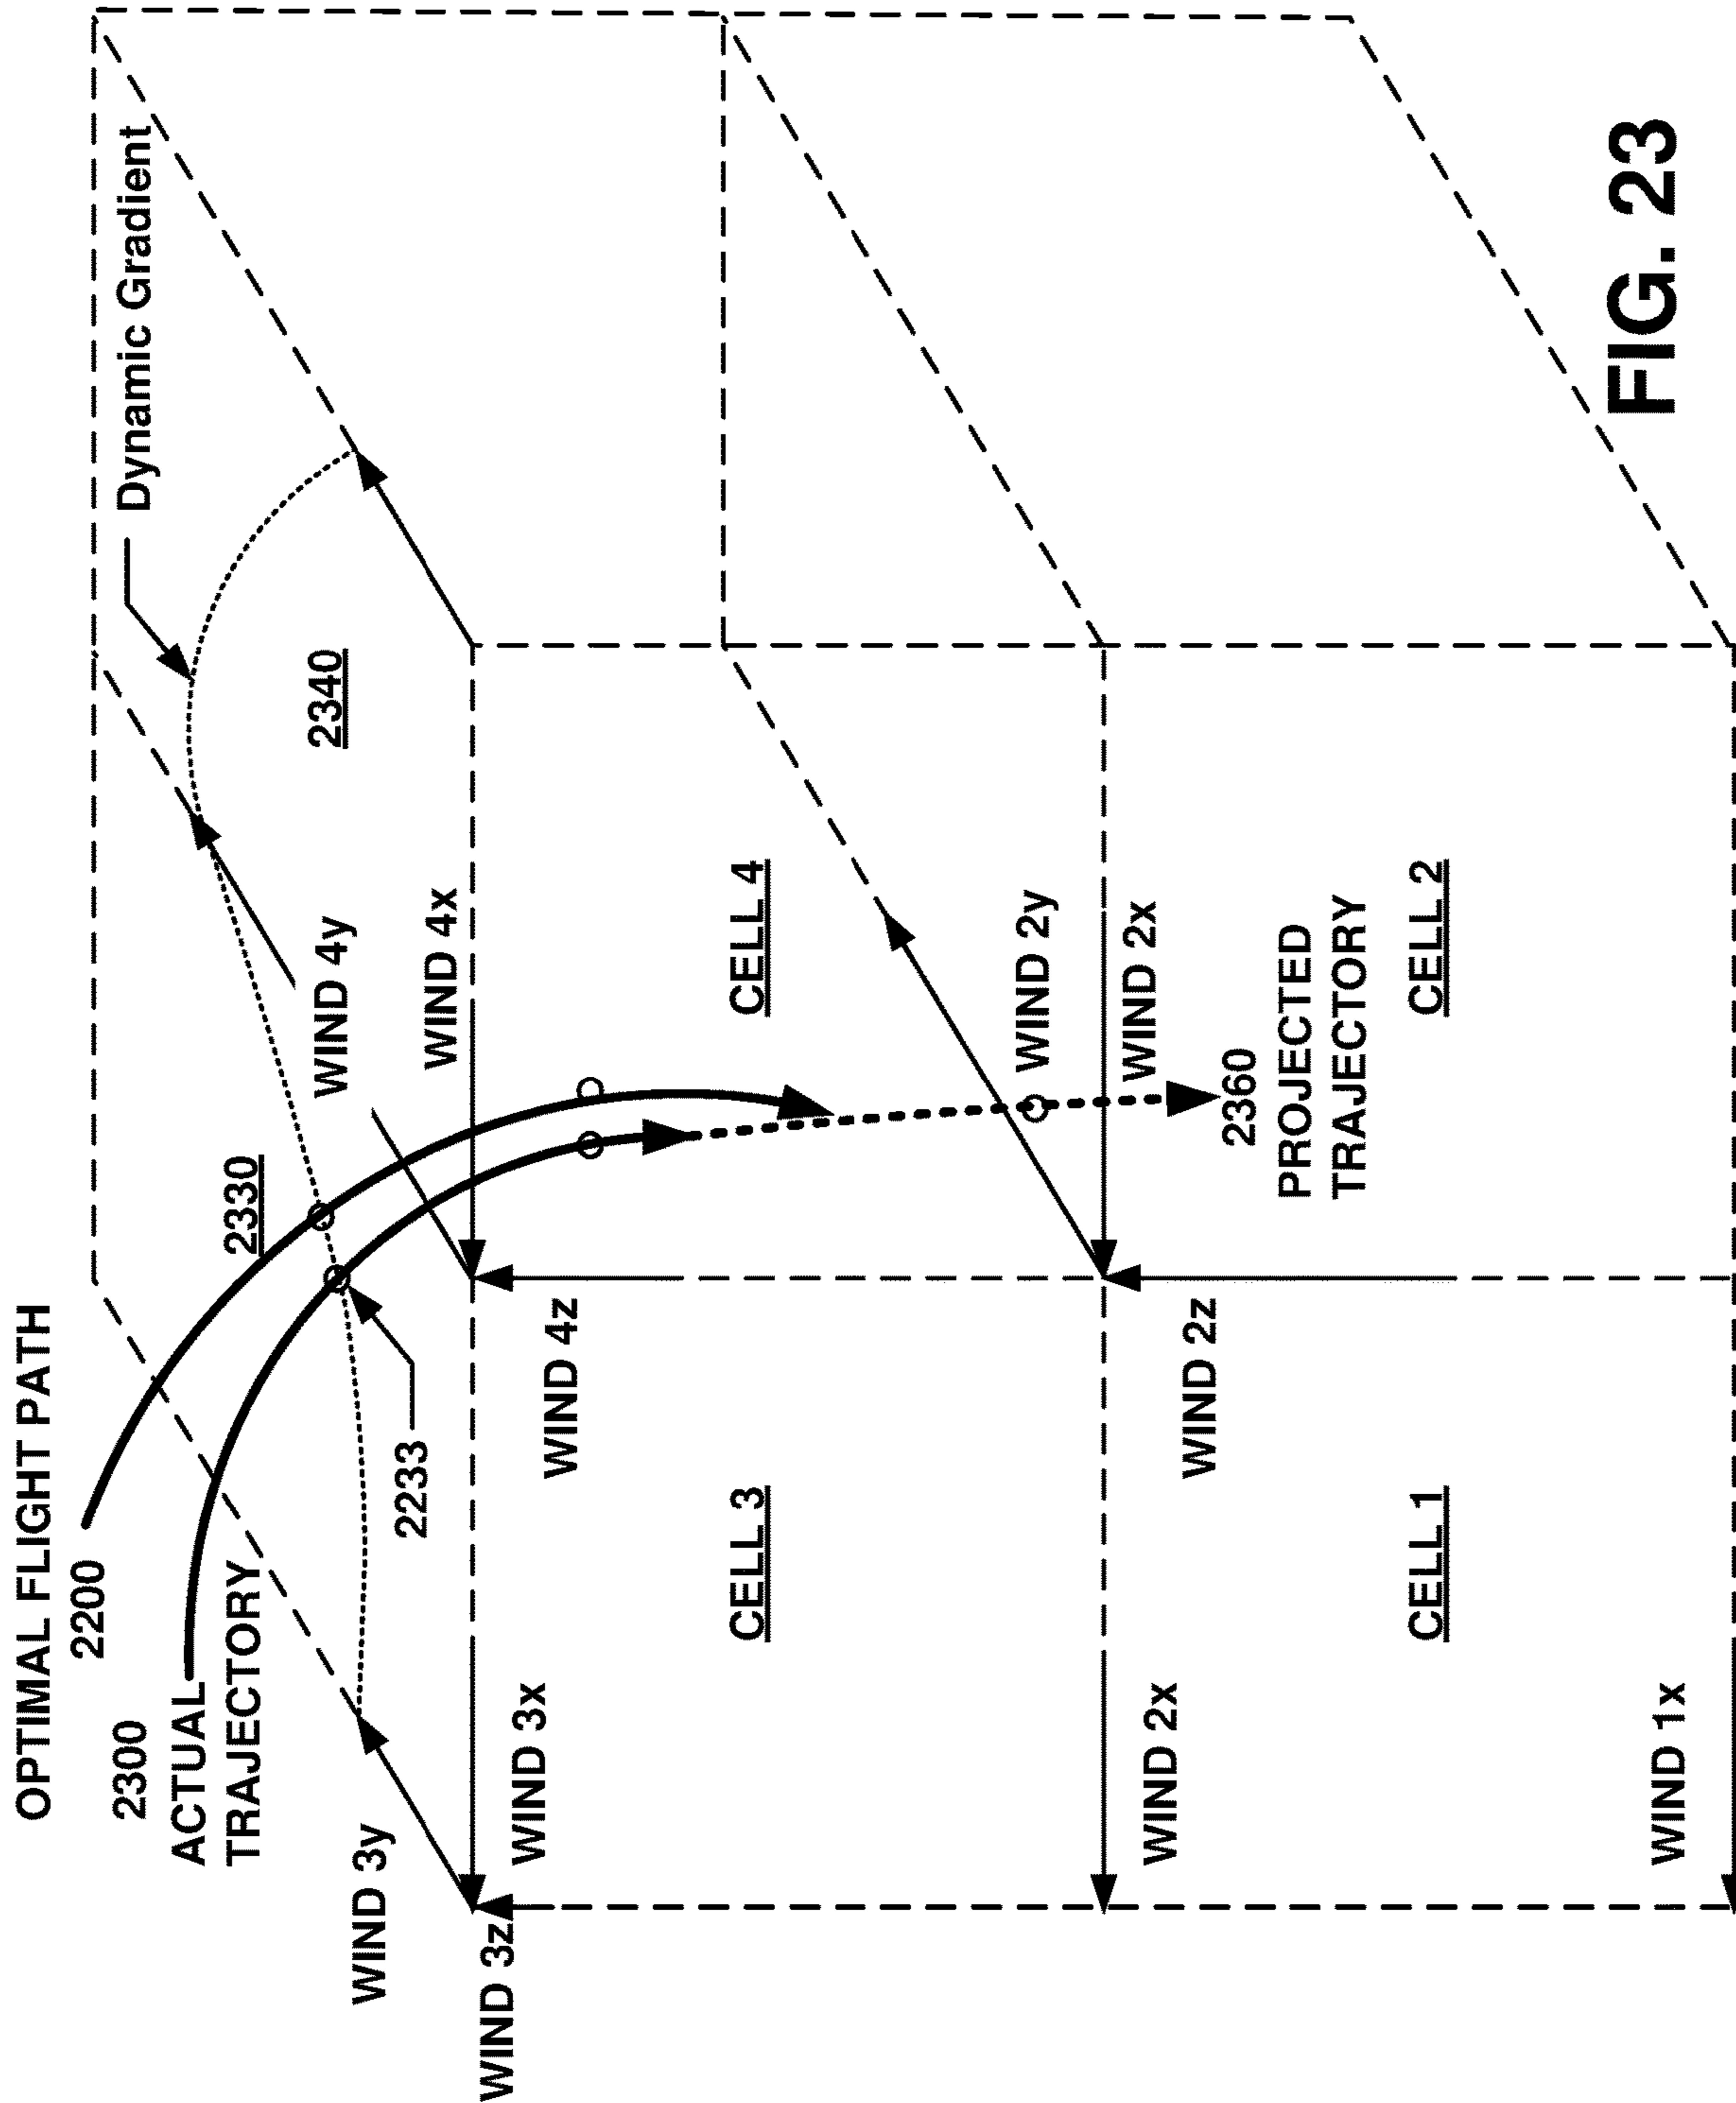 OPTIMAL FLIGHT PATH
2200
2300
ACTUAL
TRAJECTORY
Dynamic Gradient
2330
2340
WIND 3y
WIND 3z
WIND 3x
2233
WIND 4y
WIND 4x
WIND 4z
CELL 3
CELL 4
WIND 2y
WIND 2x
WIND 2x
WIND 2z
2360
PROJECTED
TRAJECTORY
CELL 1
CELL 2
WIND 1x
FIG. 23